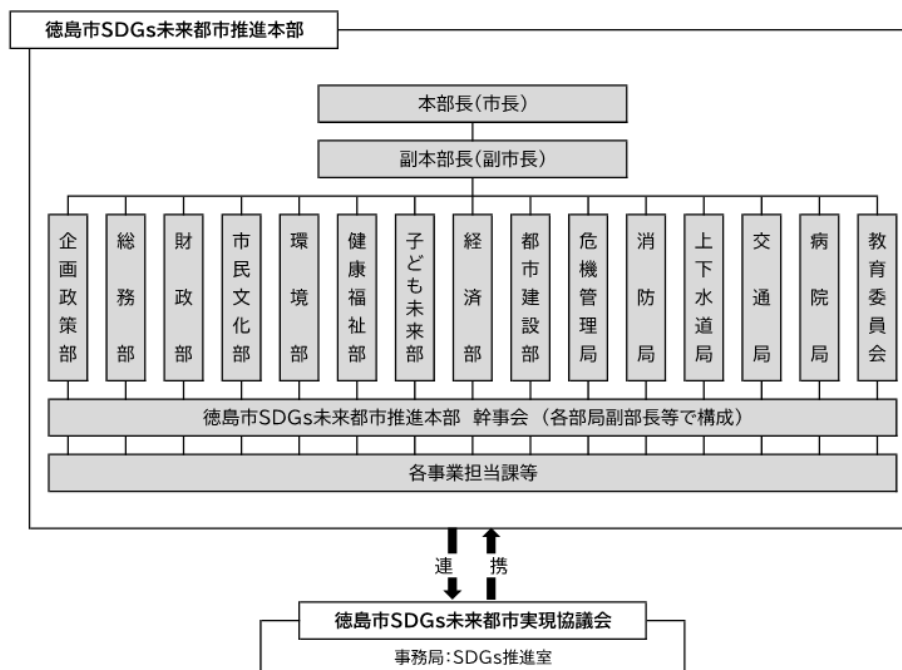 徳島市SDGs未来都市推進本部
本部長(市長)
副本部長(副市長)
企画政策部
総務部
財政部
市民文化部
環境部
健康福祉部
子ども未来部
経済部
都市建設部
危機管理局
消防局
上下水道局
交通局
病院局
教育委員会
徳島市SDGs未来都市推進本部 幹事会 (各部局副部長等で構成)
各事業担当課等
連携
徳島市SDGs未来都市実現協議会
事務局:SDGs推進室